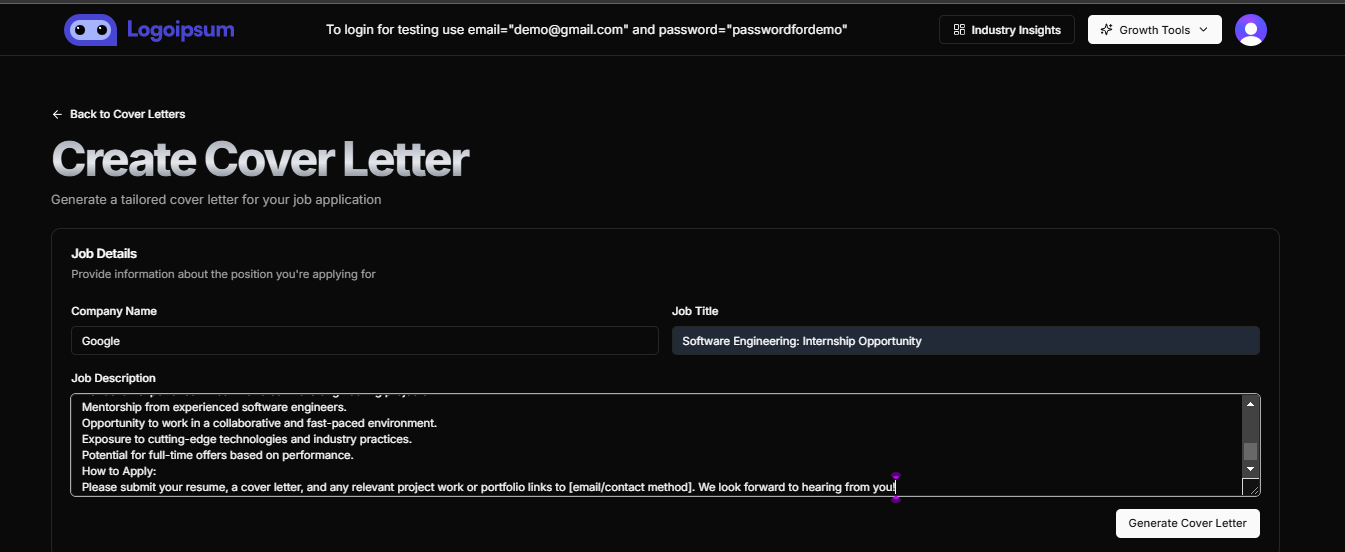 Logoipsum
To login for testing use email="demo@gmail.com" and password="passwordfordemo"
Industry Insights
Growth Tools
Back to Cover Letters
Create Cover Letter
Generate a tailored cover letter for your job application
Job Details
Provide information about the position you're applying for
Company Name
Job Title
Google
Software Engineering: Internship Opportunity
Job Description
Mentorship from experienced software engineers.
Opportunity to work in a collaborative and fast-paced environment.
Exposure to cutting-edge technologies and industry practices.
Potential for full-time offers based on performance.
How to Apply:
Please submit your resume, a cover letter, and any relevant project work or portfolio links to [email/contact method]. We look forward to hearing from you!
Generate Cover Letter